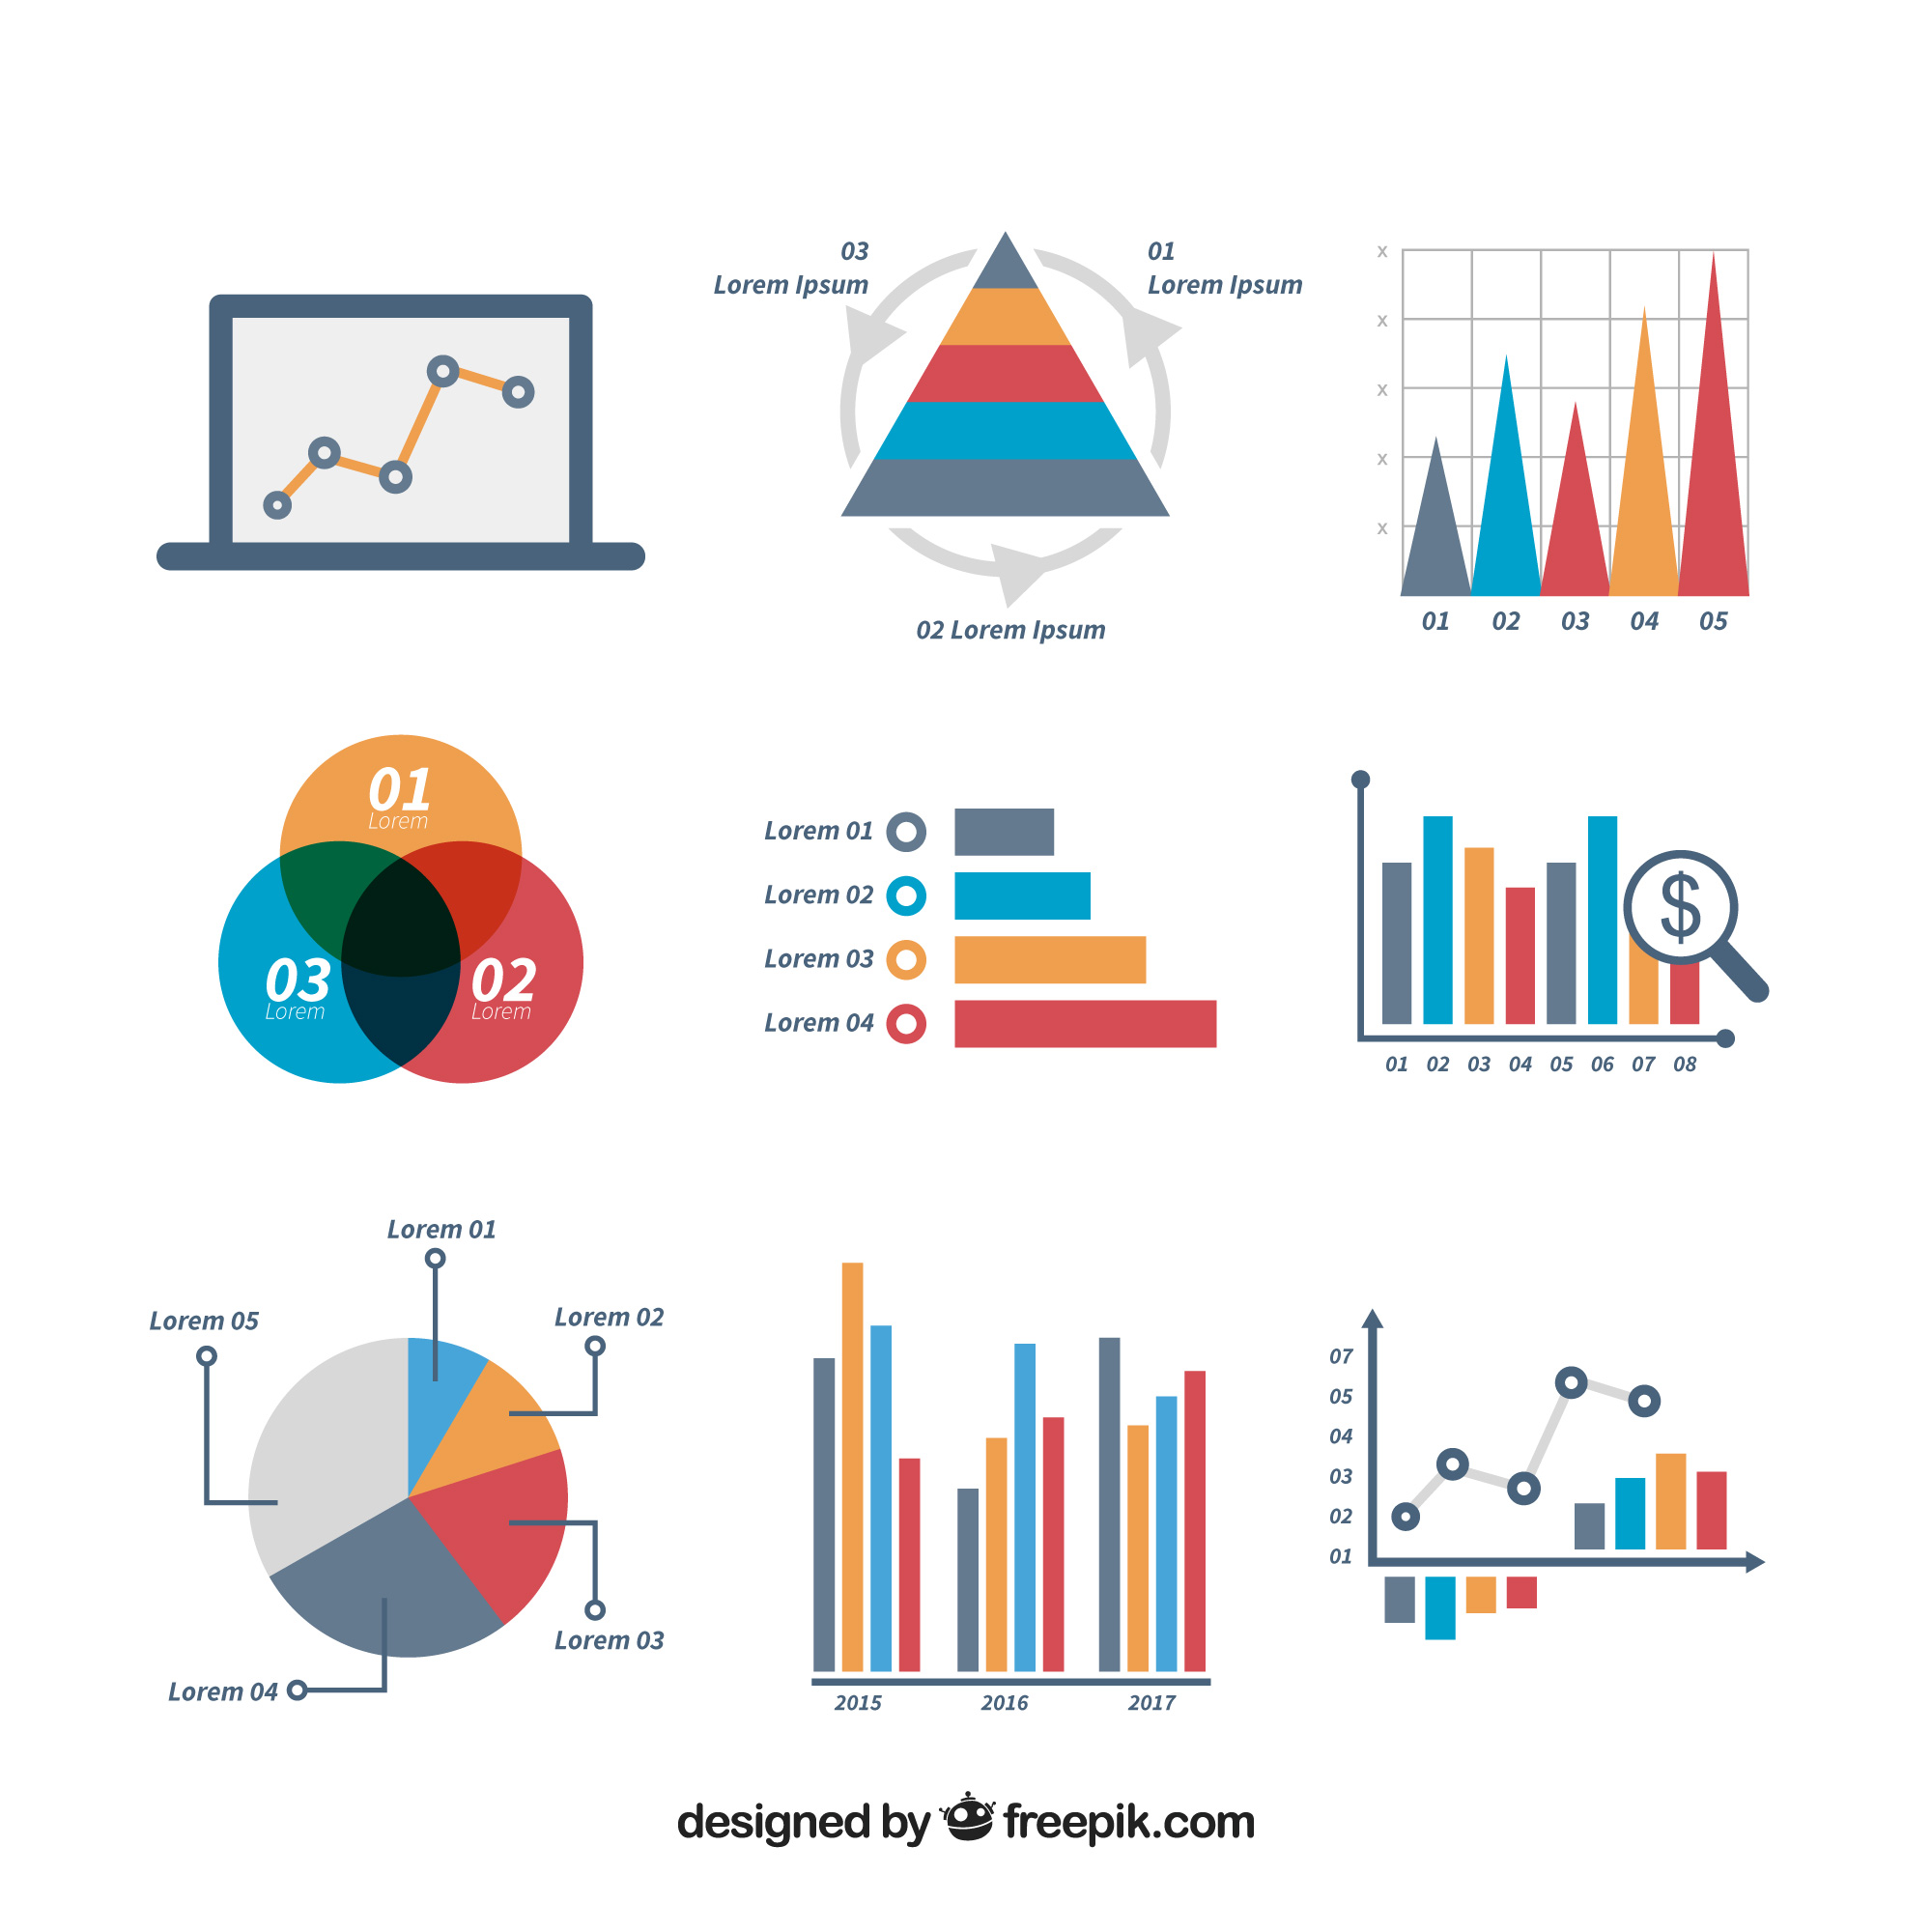 03
Lorem Ipsum
01
Lorem Ipsum
02 Lorem Ipsum
x
x
x
x
x
01 02 03 04 05
01
Lorem
03
Lorem
02
Lorem
Lorem 01
Lorem 02
Lorem 03
Lorem 04
$
01 02 03 04 05 06 07 08
Lorem 01
Lorem 02
Lorem 05
Lorem 03
Lorem 04
2015 2016 2017
07
05
04
03
02
01
designed by freepik.com